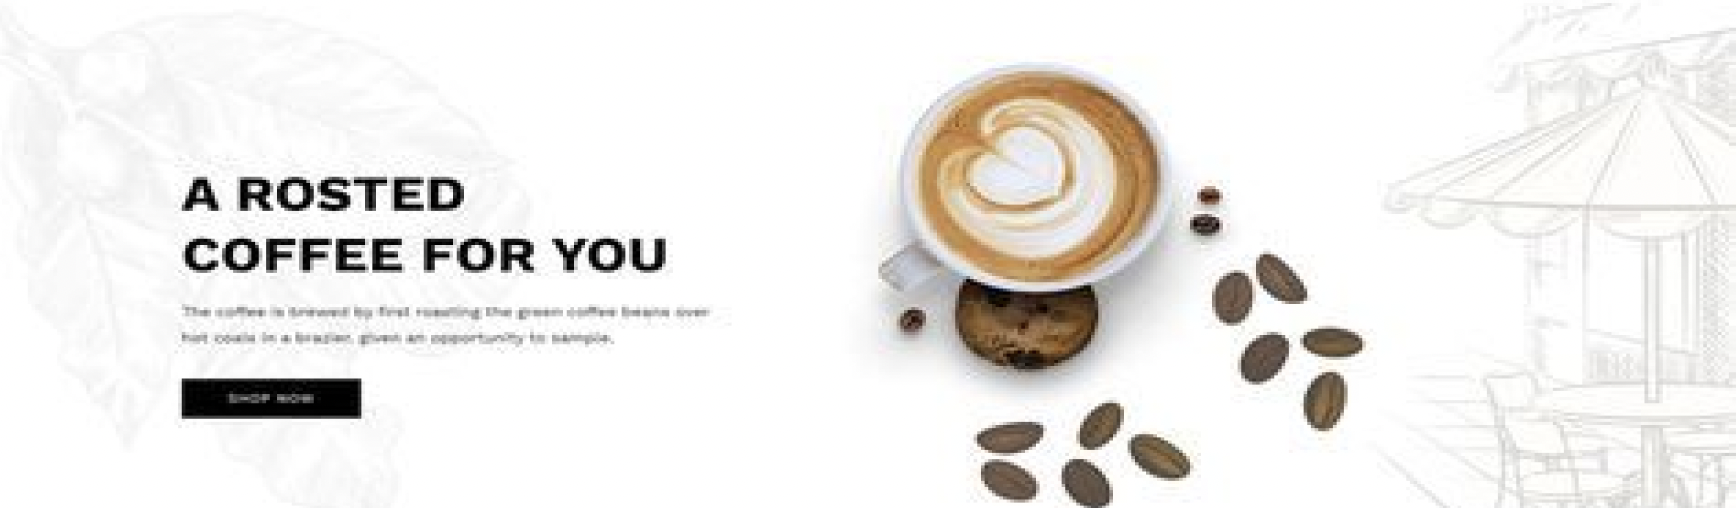 A ROSTED
COFFEE FOR YOU
The coffee is brewed by first roasting the green coffee beans over
hot coals in a brazier. given an opportunity to sample.
SHOP NOW